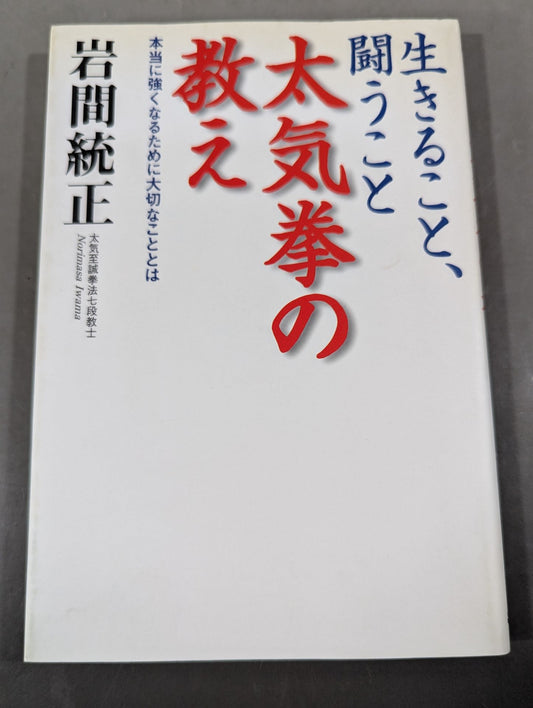 生きること、
闘うこと
太気拳の
教え
本当に強くなるために大切なこととは
岩間統正
太気至誠拳法七段教士
Norimasa Iwama